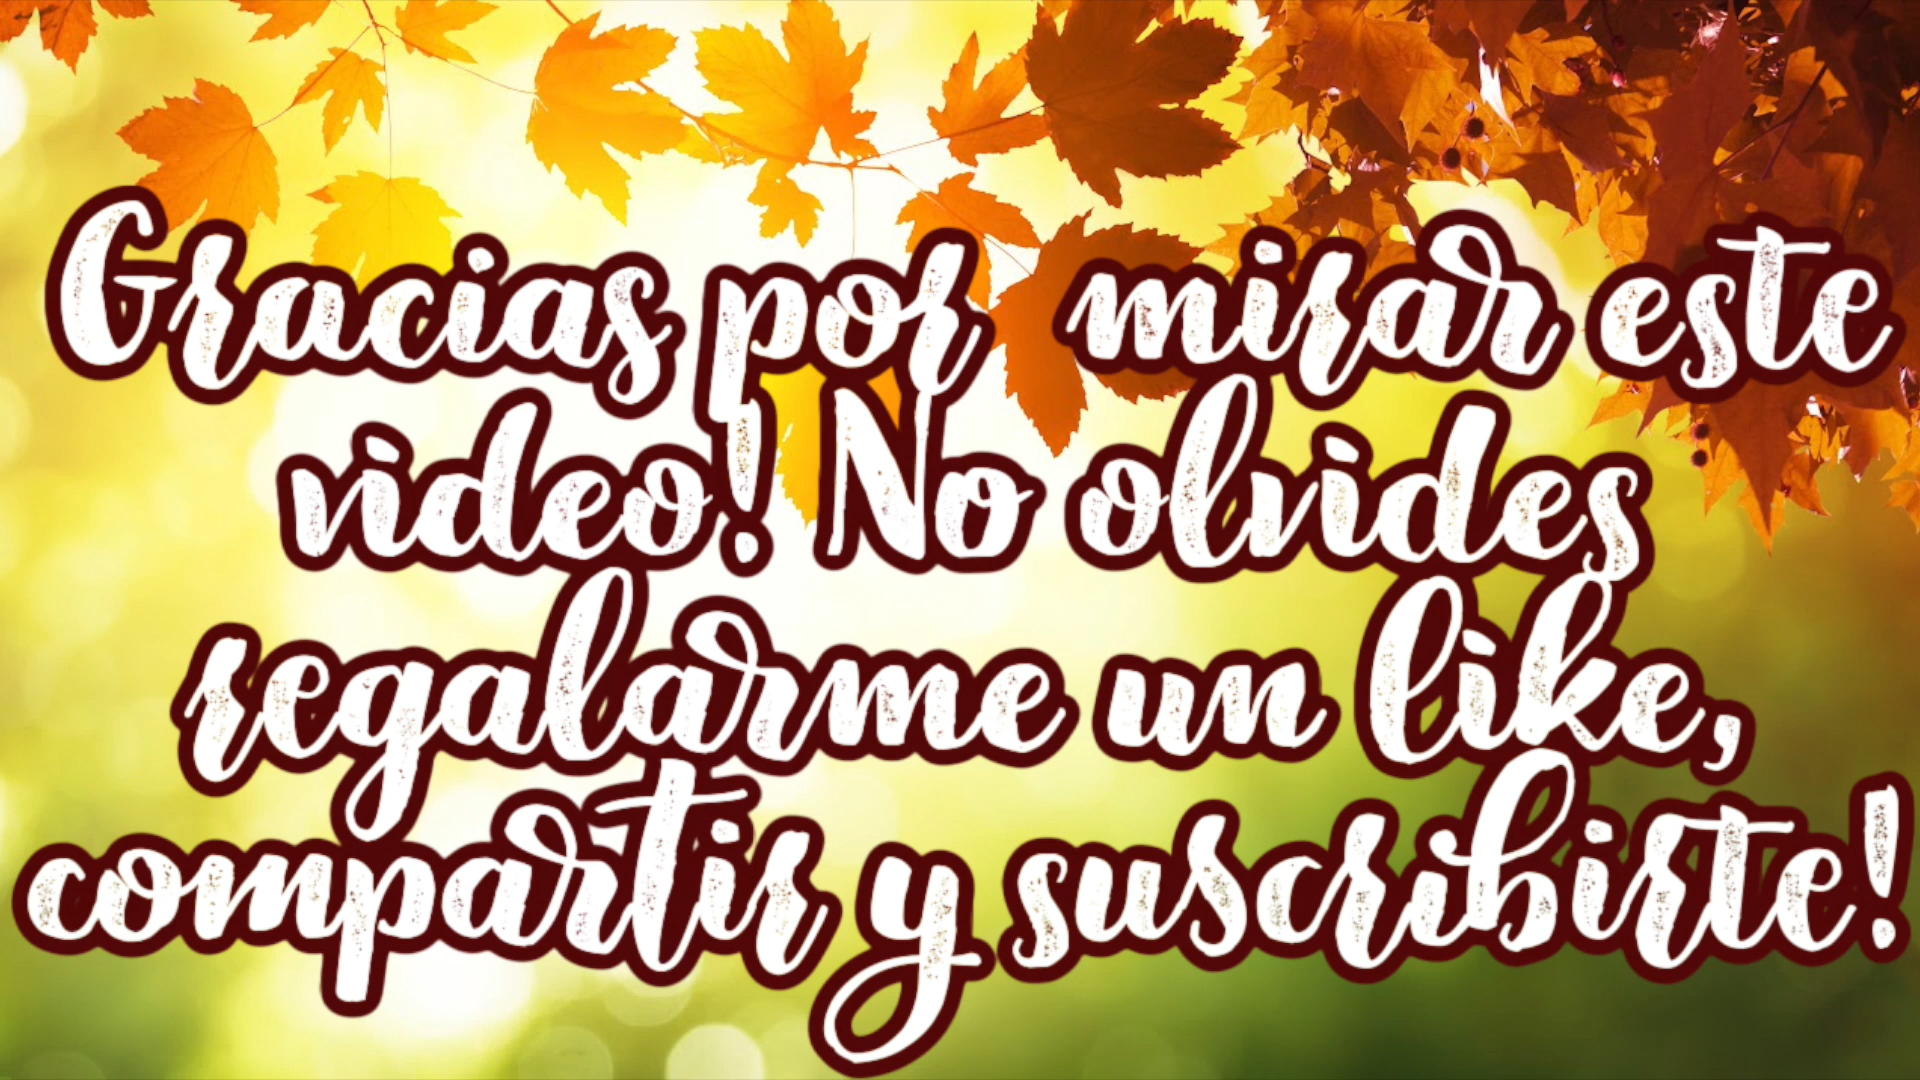 Gracias por mirar este
video! No olvides
regalarme un like,
compartir y suscribirte!